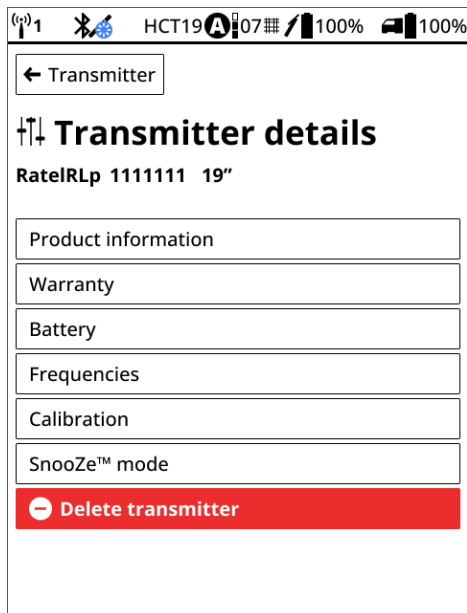 1 HCT19 A 07 100% 100%
Transmitter
Transmitter details
RatelRLp 1111111 19”
Product information
Warranty
Battery
Frequencies
Calibration
SnooZe™ mode
Delete transmitter